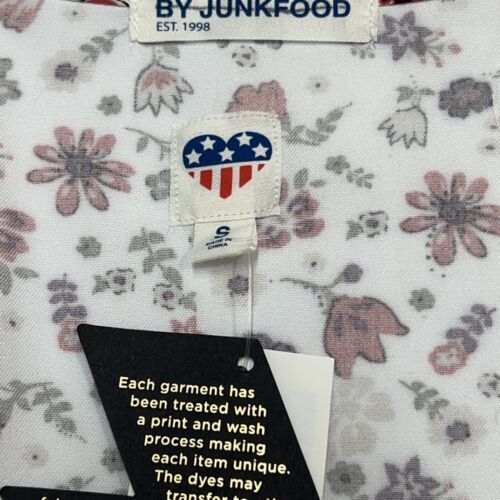 BY JUNKFOOD
EST. 1998
S
MADE IN
CHINA
Each garment has
been treated with
a print and wash
process making
each item unique.
The dyes may